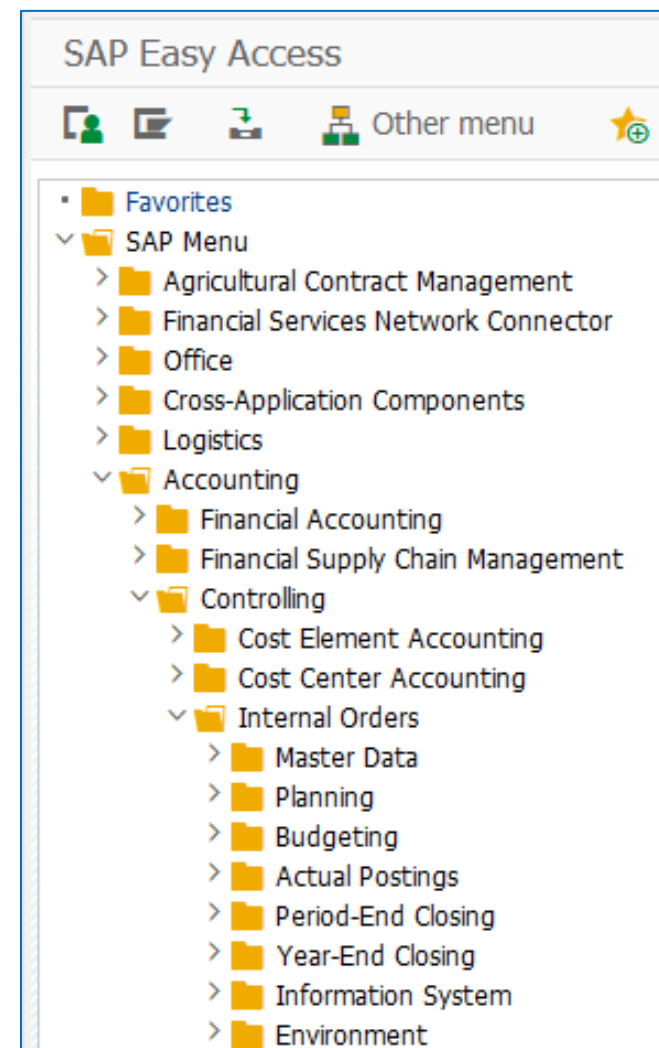 SAP Easy Access
Other menu
Favorites
SAP Menu
Agricultural Contract Management
Financial Services Network Connector
Office
Cross-Application Components
Logistics
Accounting
Financial Accounting
Financial Supply Chain Management
Controlling
Cost Element Accounting
Cost Center Accounting
Internal Orders
Master Data
Planning
Budgeting
Actual Postings
Period-End Closing
Year-End Closing
Information System
Environment